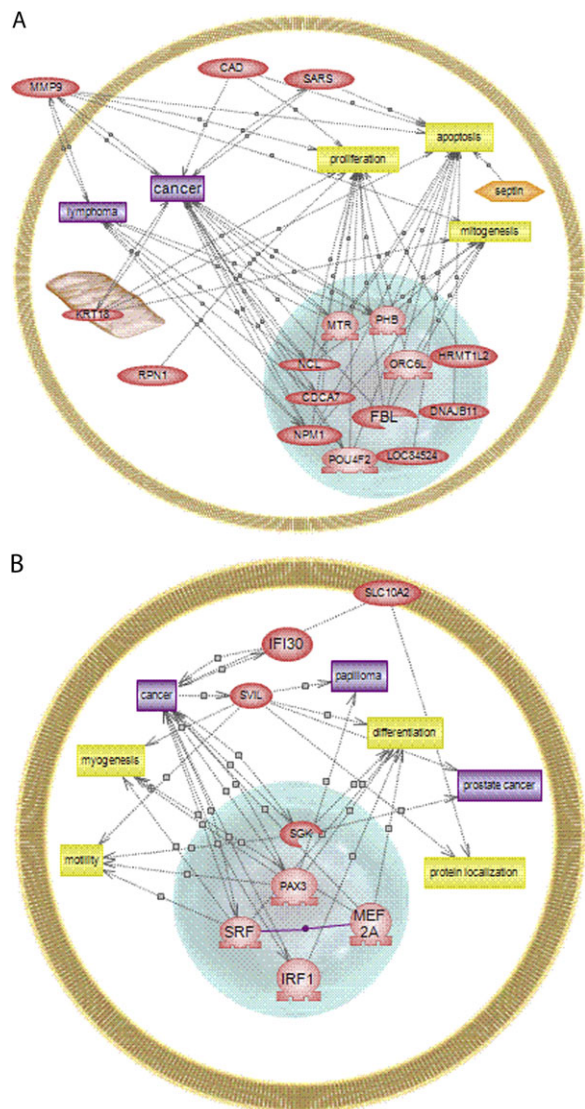 A
CAD
MMP9
SARS
apoptosis
proliferation
cancer
septin
lymphoma
mitogenesis
KRT18
MTR
PHB
RPN1
NCL
ORC6L
HRMT1L2
CDCA7
FBL
DNAJB11
NPM1
POU4F2
LOC84524
B
SLC10A2
IFI30
papilloma
cancer
SVIL
differentiation
myogenesis
prostate cancer
SGK
motility
protein localization
PAX3
SRF
MEF
2A
IRF1